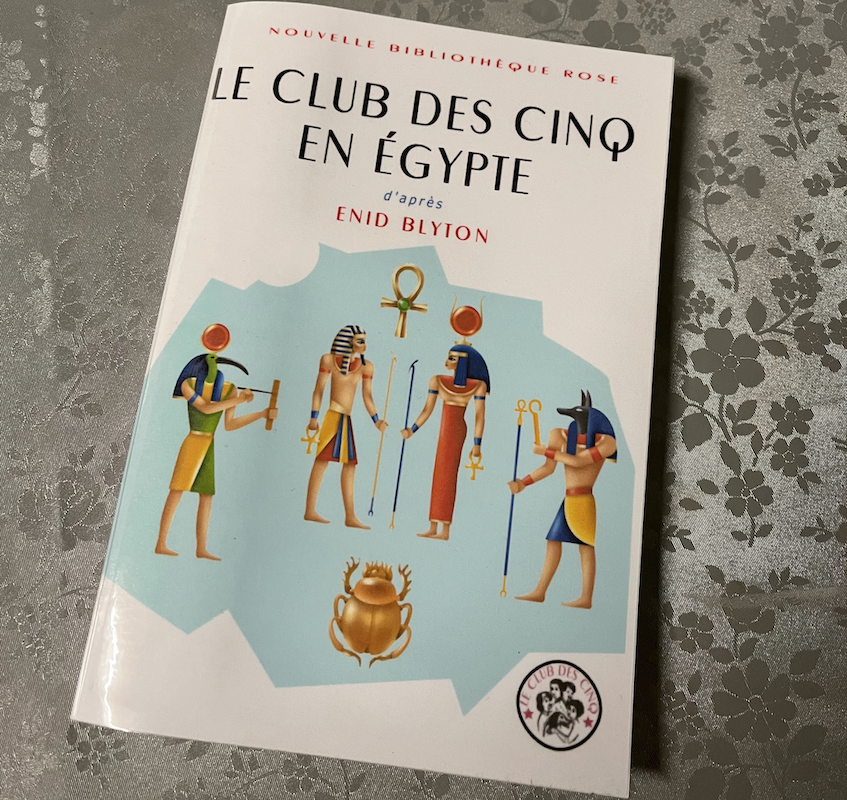 NOUVELLE BIBLIOTHÈQUE ROSE
LE CLUB DES CINQ
EN ÉGYPTE
d'après
ENID BLYTON
LE CLUB DES CINQ